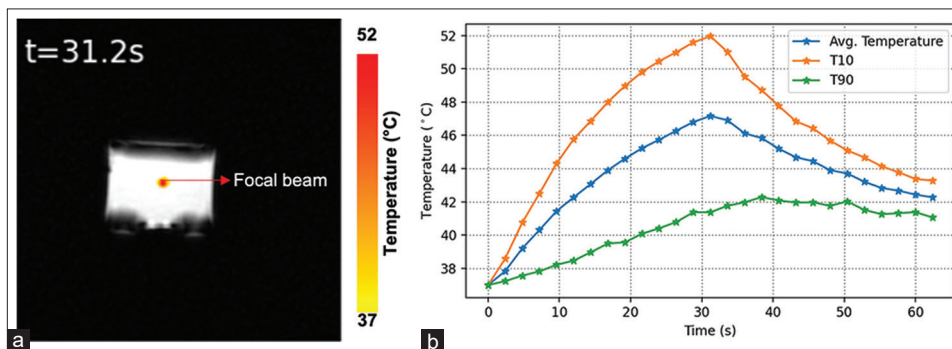 t=31.2s
Focal beam
52
Temperature (°C)
37
a
52
50
48
46
44
42
40
38
Temperature (°C)
0
10
20
30
40
50
60
Time (s)
Avg. Temperature
T10
T90
b